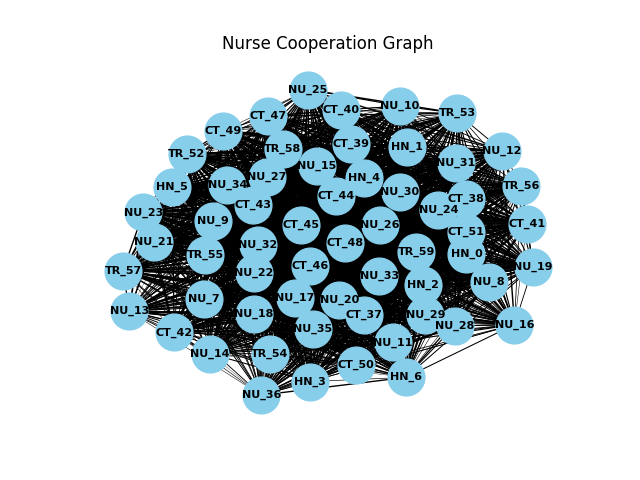 Nurse Cooperation Graph
NU_25
CT_40
NU_10
TR_53
CT_47
CT_49
CT_39
HN_1
TR_58
NU_12
TR_52
NU_31
NU_15
NU_27
HN_4
NU_34
HN_5
TR_56
NU_30
CT_44
CT_38
CT_43
NU_24
NU_23
NU_9
CT_41
CT_45
NU_26
CT_51
NU_21
CT_48
NU_32
TR_59
HN_0
TR_55
CT_46
NU_19
TR_57
NU_22
NU_33
NU_8
HN_2
NU_7
NU_17
NU_20
NU_13
NU_18
CT_37
NU_29
NU_28
NU_16
NU_35
CT_42
NU_11
NU_14
TR_54
CT_50
HN_6
HN_3
NU_36